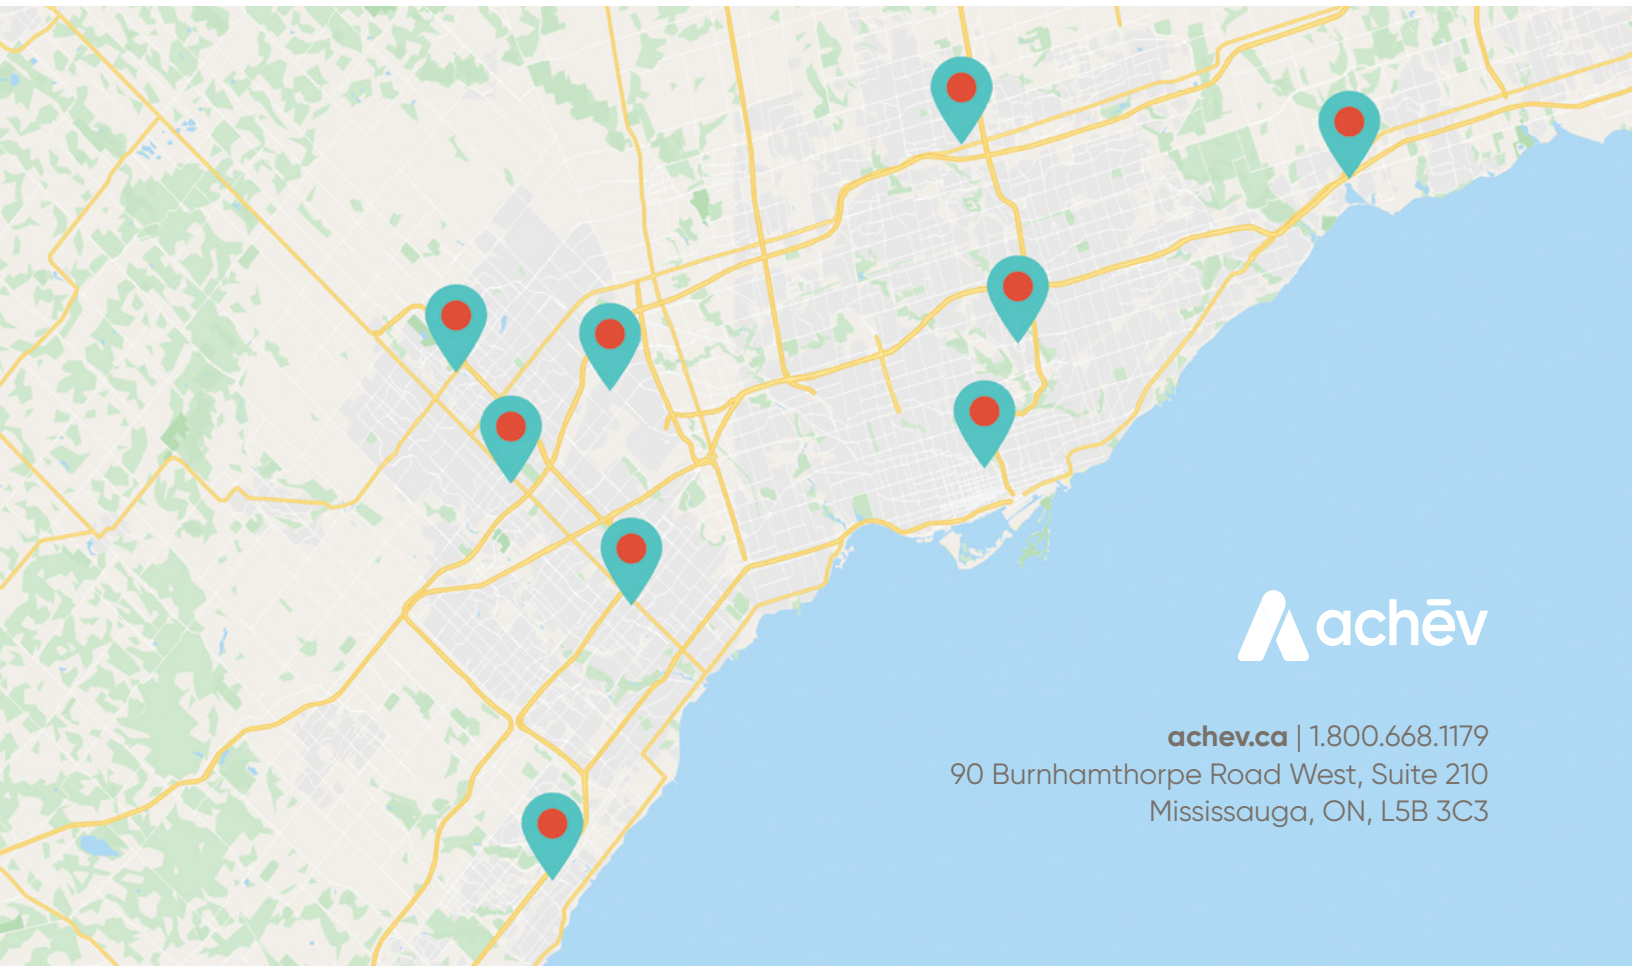 achēv
achev.ca | 1.800.668.1179
90 Burnhamthorpe Road West, Suite 210
Mississauga, ON, L5B 3C3